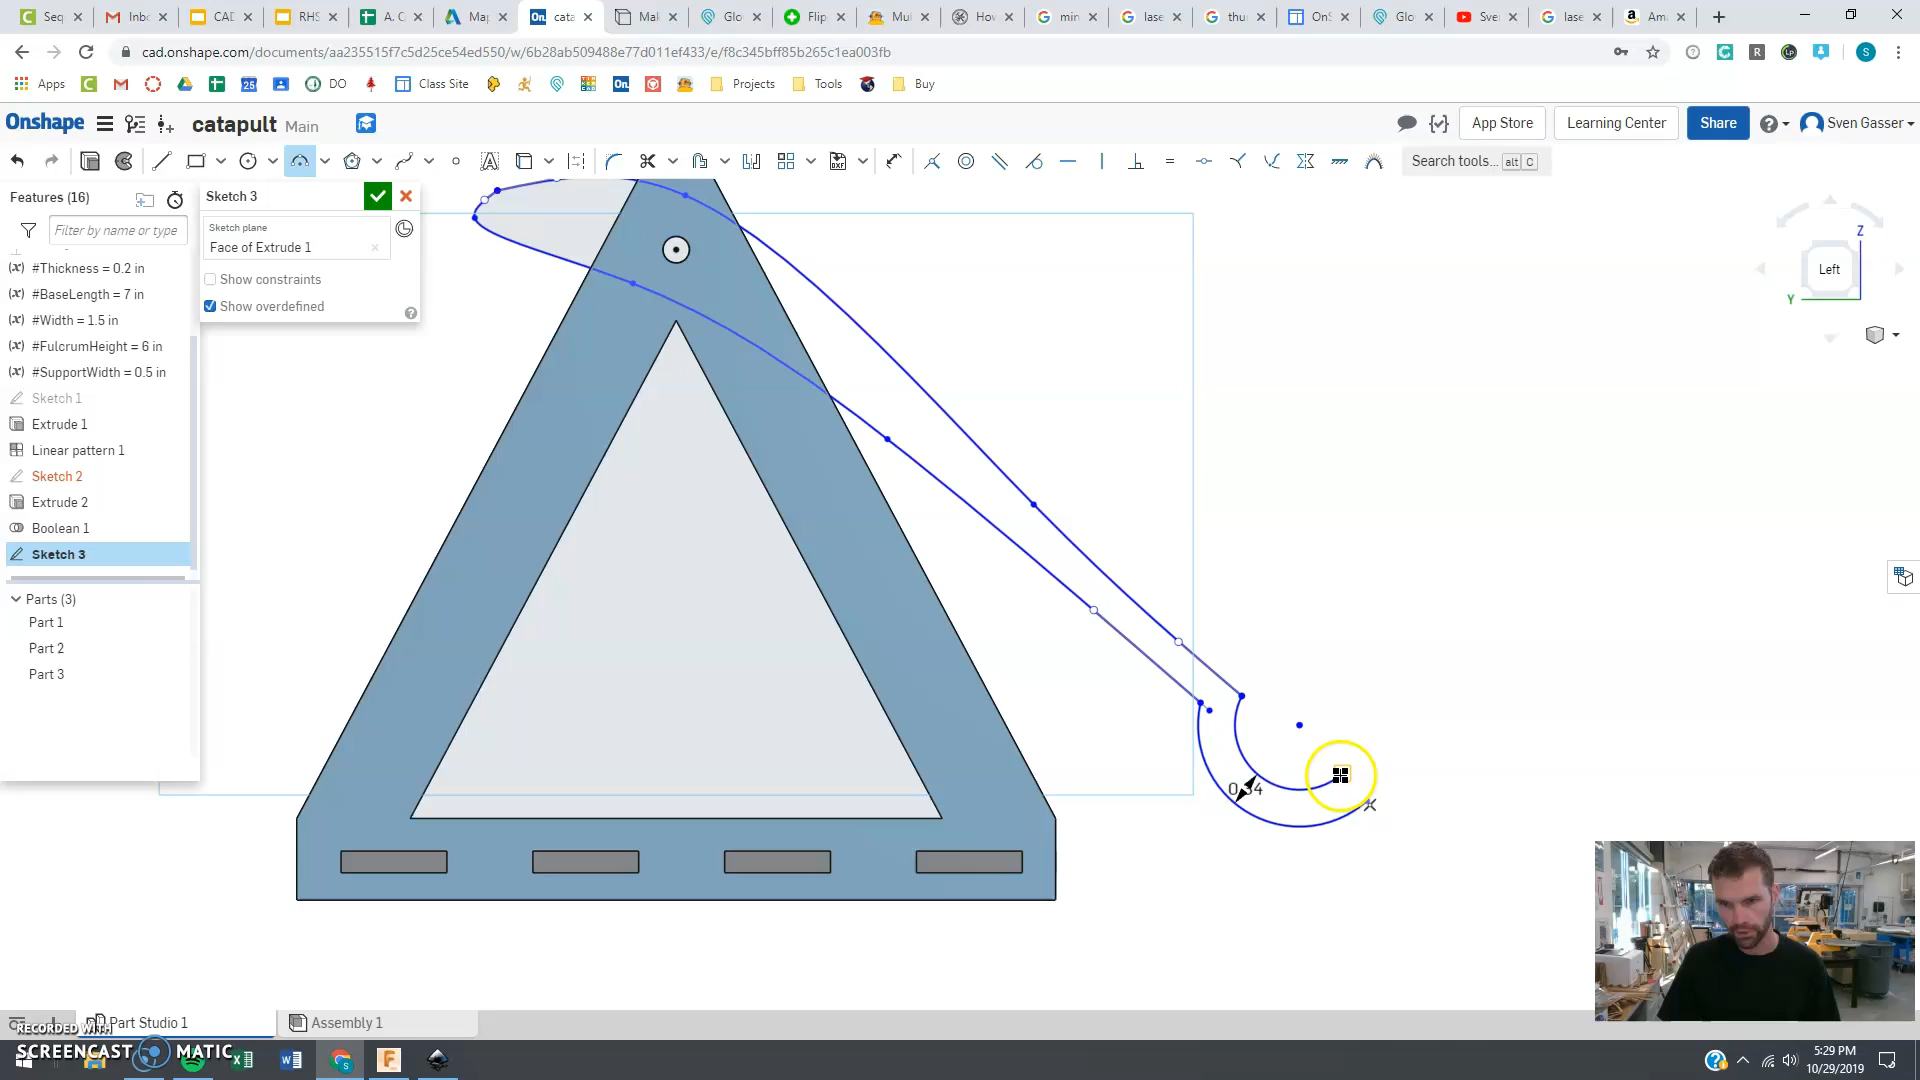 Seq
Inbo
CAD
RHS
A. C
Ma
cata
Mal
Glo
Flip
Mul
How
min
lase
thu
OnS
Glo
Sve
lase
Am
cad.onshape.com/documents/aa235515f7c5d25ce54ed550/w/6b28ab509488e77d011ef433/e/f8c345bff85b265c1ea003fb
Apps
DO
Class Site
Projects
Tools
Buy
Onshape
catapult Main
App Store
Learning Center
Share
Sven Gasser
Search tools... alt C
Features (16)
Filter by name or type
(x) #Thickness = 0.2 in
(x) #BaseLength = 7 in
(x) #Width = 1.5 in
(x) #FulcrumHeight = 6 in
(x) #SupportWidth = 0.5 in
Sketch 1
Extrude 1
Linear pattern 1
Sketch 2
Extrude 2
Boolean 1
Sketch 3
Parts (3)
Part 1
Part 2
Part 3
Sketch 3
Sketch plane
Face of Extrude 1
Show constraints
Show overdefined
Z
Left
Y
Part Studio 1
Assembly 1
RECORDED WITH
SCREENCAST MATIC
5:29 PM
10/29/2019